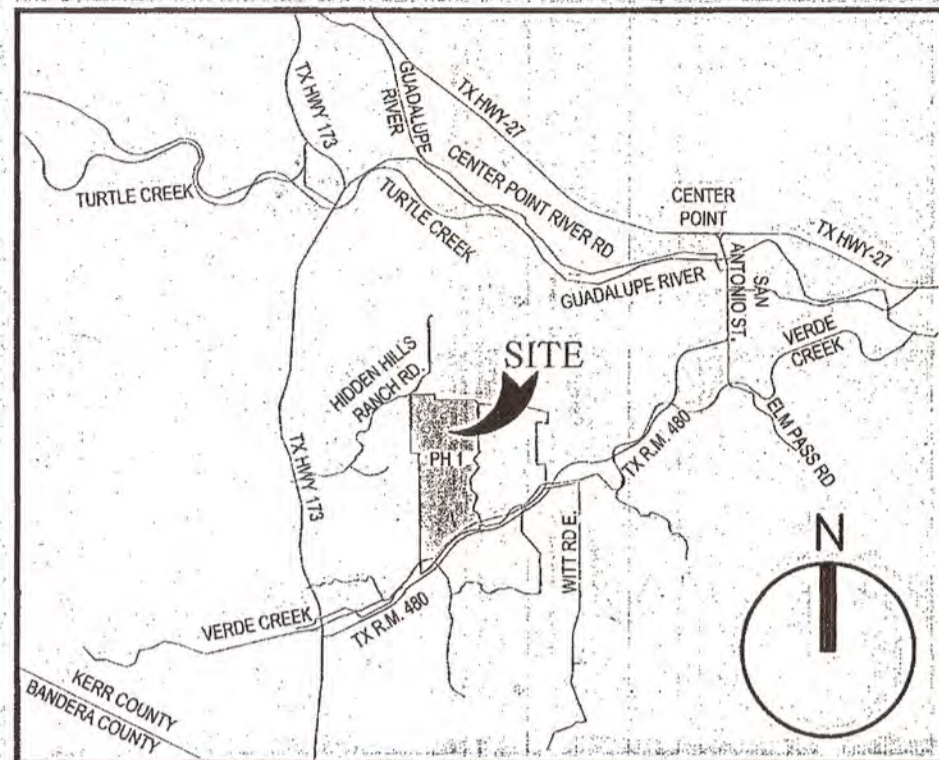 TX HWY 173
GUADALUPE
RIVER
TX HWY-27
TURTLE CREEK
TURTLE CREEK
CENTER POINT RIVER RD
CENTER
POINT
TX HWY-27
GUADALUPE RIVER
SAN
ANTONIO ST.
VERDE
CREEK
HIDDEN HILLS
RANCH RD.
SITE
ELM PASS RD
TX R.M. 480
TX HWY 173
PH 1
WITT RD E.
N
VERDE CREEK
TX R.M. 480
KERR COUNTY
BANDERA COUNTY